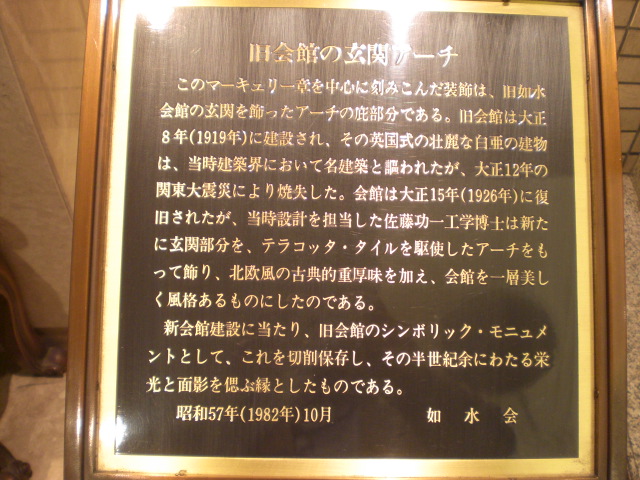 旧会館の玄関アーチ
このマーキュリー章を中心に刻みこんだ装飾は、旧如水
会館の玄関を飾ったアーチの庇部分である。旧会館は大正
8年(1919年)に建設され、その英国式の壮麗な白亜の建物
は、当時建築界において名建築と謳われたが、大正12年の
関東大震災により焼失した。会館は大正15年(1926年)に復
旧されたが、当時設計を担当した佐藤功一工学博士は新た
に玄関部分を、テラコッタ・タイルを駆使したアーチをも
って飾り、北欧風の古典的重厚味を加え、会館を一層美し
く風格あるものにしたのである。
新会館建設に当たり、旧会館のシンボリック・モニュメ
ントとして、これを切削保存し、その半世紀余にわたる栄
光と面影を偲ぶ縁としたものである。
昭和57年(1982年)10月 如水会